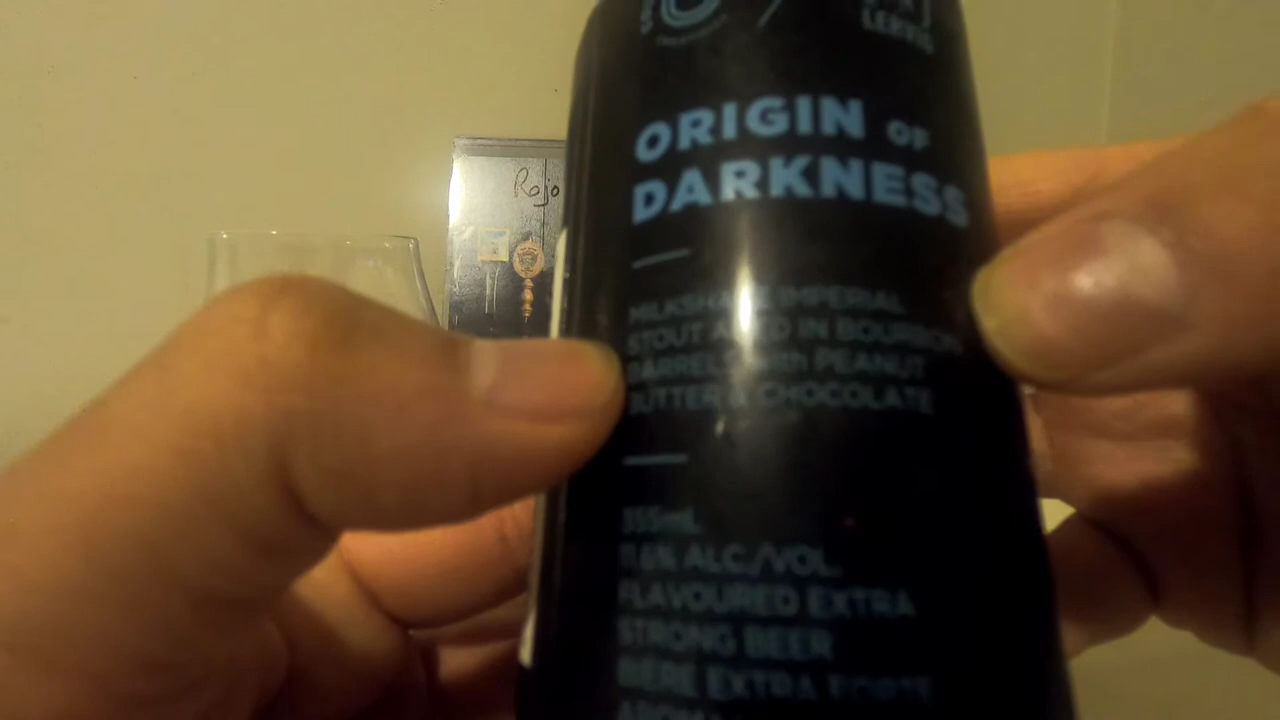 LERVIG
Rojo
ORIGIN OF
DARKNESS
MILKSHAKE IMPERIAL
STOUT AGED IN BOURBON
BARRELS with PEANUT
BUTTER & CHOCOLATE
355mL
11.6% ALC./VOL.
FLAVOURED EXTRA
STRONG BEER
BIÈRE EXTRA FORTE